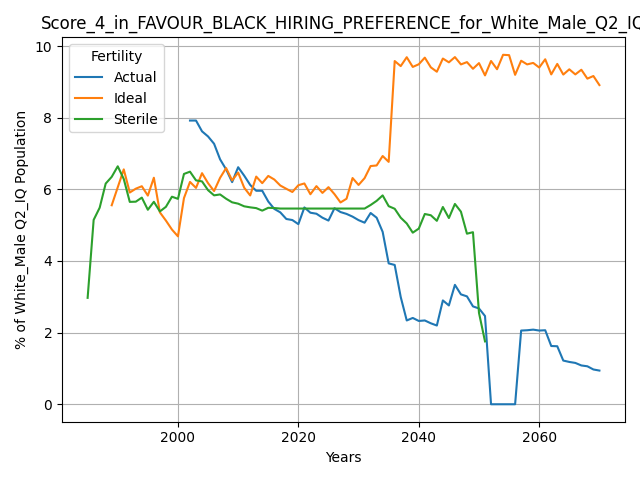 Score_4_in_FAVOUR_BLACK_HIRING_PREFERENCE_for_White_Male_Q2_IQ
Fertility
Actual
Ideal
Sterile
% of White_Male Q2_IQ Population
10
8
6
4
2
0
2000 2020 2040 2060
Years